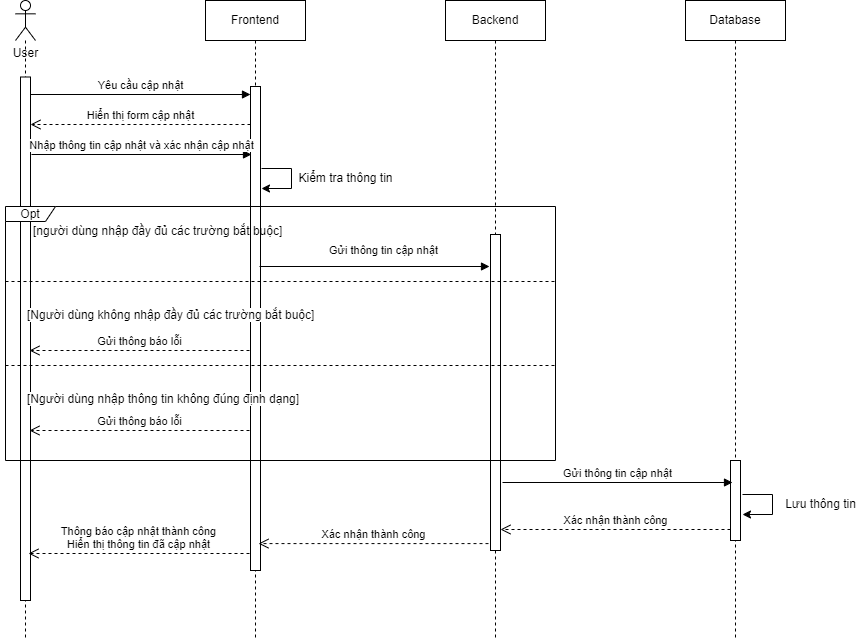 User
Frontend
Backend
Database
Yêu cầu cập nhật
Hiển thị form cập nhật
Nhập thông tin cập nhật và xác nhận cập nhật
Kiểm tra thông tin
Opt
[người dùng nhập đầy đủ các trường bắt buộc]
Gửi thông tin cập nhật
[Người dùng không nhập đầy đủ các trường bắt buộc]
Gửi thông báo lỗi
[Người dùng nhập thông tin không đúng định dạng]
Gửi thông báo lỗi
Gửi thông tin cập nhật
Lưu thông tin
Xác nhận thành công
Xác nhận thành công
Thông báo cập nhật thành công
Hiển thị thông tin đã cập nhật